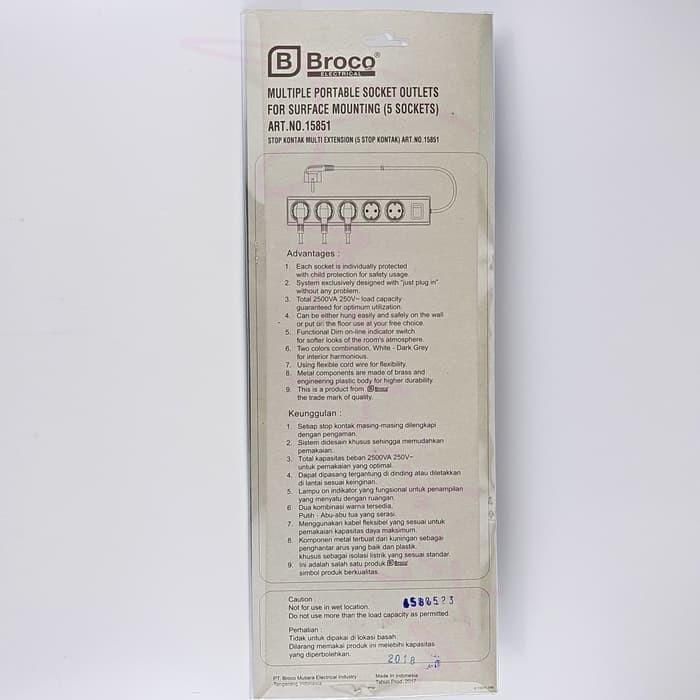 B Broco®
ELECTRICAL
MULTIPLE PORTABLE SOCKET OUTLETS
FOR SURFACE MOUNTING (5 SOCKETS)
ART.NO.15851
STOP KONTAK MULTI EXTENSION (5 STOP KONTAK) ART.NO.15851
Advantages :
1. Each socket is individually protected
with child protection for safety usage.
2. System exclusively designed with "just plug in"
without any problem.
3. Total 2500VA 250V~ load capacity
guaranteed for optimum utilization.
4. Can be either hung easily and safely on the wall
or put on the floor use at your free choice.
5. Functional Dim on-line indicator switch
for softer looks of the room's atmosphere.
6. Two colors combination, White - Dark Grey
for interior harmonious.
7. Using flexible cord wire for flexibility.
8. Metal components are made of brass and
engineering plastic body for higher durability.
9. This is a product from B Broco®
the trade mark of quality.
Keunggulan :
1. Setiap stop kontak masing-masing dilengkapi
dengan pengaman.
2. Sistem didesain khusus sehingga memudahkan
pemakaian.
3. Total kapasitas beban 2500VA 250V~
untuk pemakaian yang optimal.
4. Dapat dipasang tergantung di dinding atau diletakkan
di lantai sesuai keinginan.
5. Lampu on indikator yang fungsional untuk penampilan
yang menyatu dengan ruangan.
6. Dua kombinasi warna tersedia,
Putih - Abu-abu tua yang serasi.
7. Menggunakan kabel fleksibel yang sesuai untuk
pemakaian kapasitas daya maksimum.
8. Komponen metal terbuat dari kuningan sebagai
penghantar arus yang baik dan plastik
khusus sebagai isolasi listrik yang sesuai standar.
9. Ini adalah salah satu produk B Broco®
simbol produk berkualitas.
Caution :
Not for use in wet location.
Do not use more than the load capacity as permitted.
Perhatian :
Tidak untuk dipakai di lokasi basah
Dilarang memakai produk ini melebihi kapasitas
yang diperbolehkan.
2018
PT. Broco Mutiara Electrical Industry
Tangerang Indonesia
Made in Indonesia
Tahun Prod. 2017